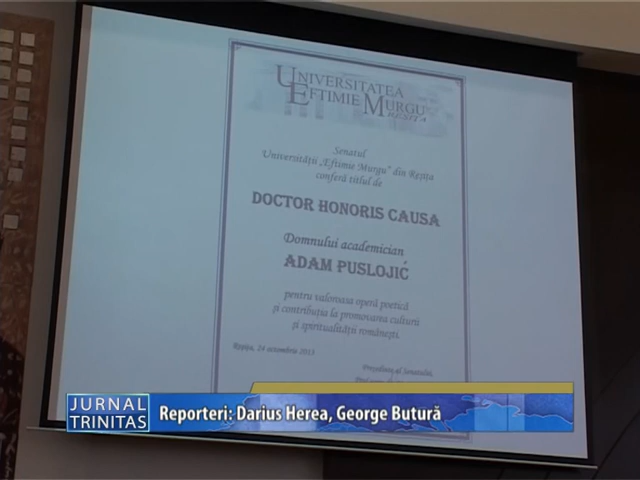 UNIVERSITATEA
EFTIMIE MURGU
REȘIȚA
Senatul
Universității „Eftimie Murgu” din Reșița
conferă titlul de
DOCTOR HONORIS CAUSA
Domnului academician
ADAM PUSLOJIĆ
pentru valoroasa operă poetică
și contribuția la promovarea culturii
și spiritualității românești.
Reșița, 24 octombrie 2013
Președinte al Senatului,
JURNAL
TRINITAS
Reporteri: Darius Herea, George Butură